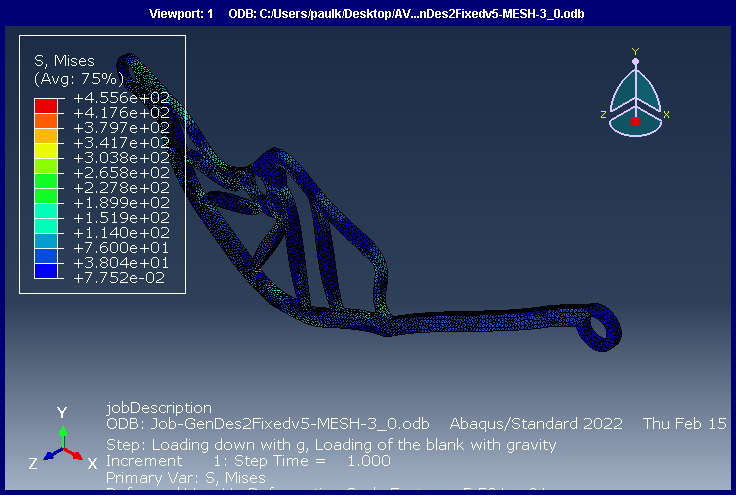 Viewport: 1 ODB: C:/Users/paulk/Desktop/AV...nDes2Fixedv5-MESH-3_0.odb
S, Mises
(Avg: 75%)
+4.556e+02
+4.176e+02
+3.797e+02
+3.417e+02
+3.038e+02
+2.658e+02
+2.278e+02
+1.899e+02
+1.519e+02
+1.140e+02
+7.600e+01
+3.804e+01
+7.752e-02
Y
Z X
Y
Z X
jobDescription
ODB: Job-GenDes2Fixedv5-MESH-3_0.odb Abaqus/Standard 2022 Thu Feb 15
Step: Loading down with g, Loading of the blank with gravity
Increment 1: Step Time = 1.000
Primary Var: S, Mises